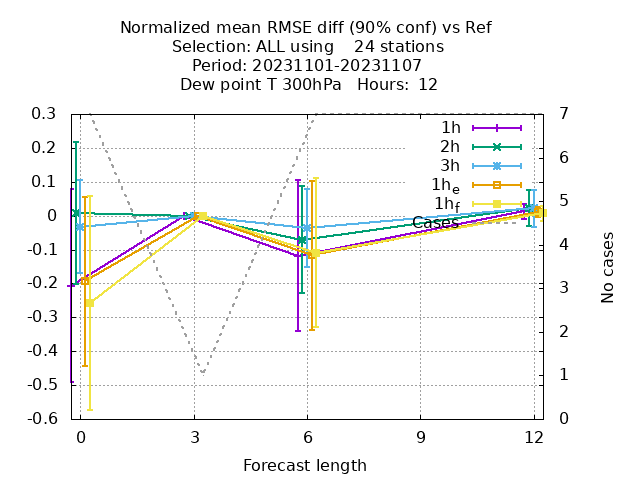 Normalized mean RMSE diff (90% conf) vs Ref
Selection: ALL using    24 stations
Period: 20231101-20231107
Dew point T 300hPa   Hours:  12
0.3
0.2
0.1
0
-0.1
-0.2
-0.3
-0.4
-0.5
-0.6
1h
2h
3h
1he
1hf
Cases
7
6
5
4
3
2
1
0
No cases
0 3 6 9 12
Forecast length